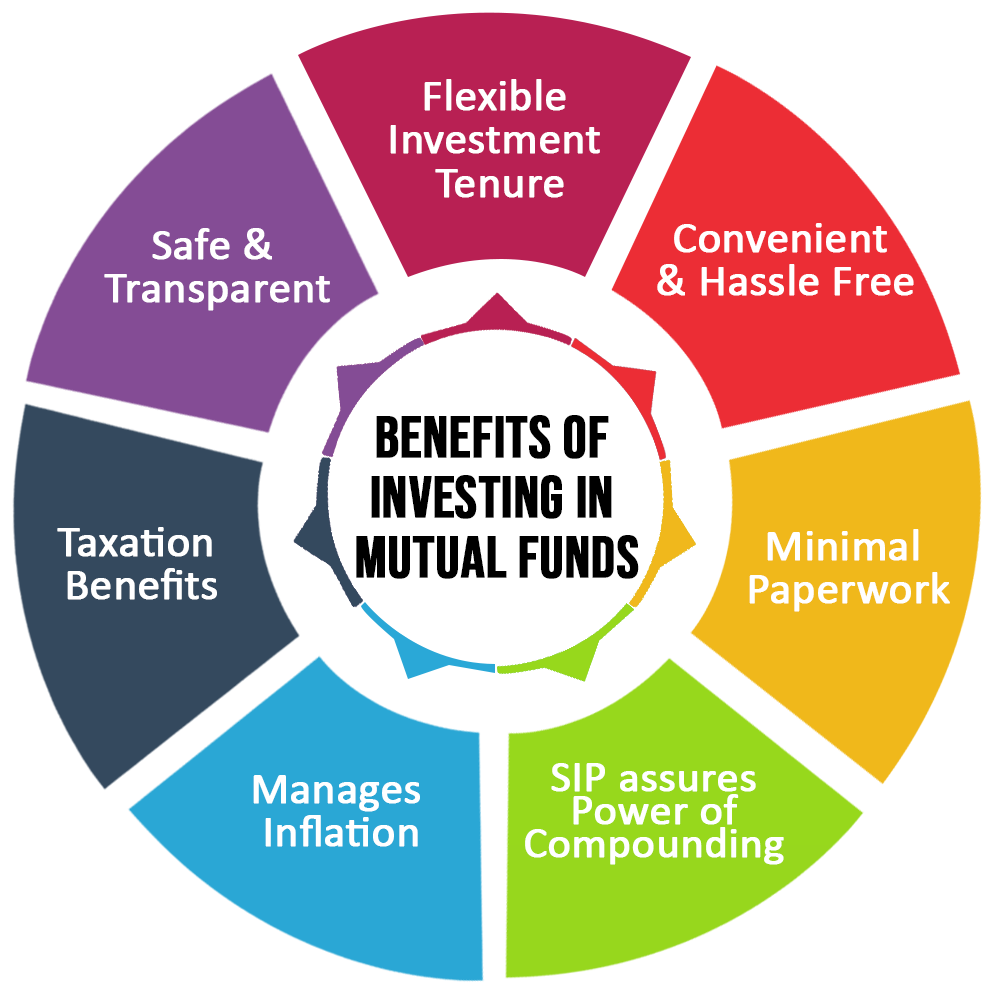 Flexible
Investment
Tenure
Convenient
& Hassle Free
Minimal
Paperwork
SIP assures
Power of
Compounding
Manages
Inflation
Taxation
Benefits
Safe &
Transparent
BENEFITS OF
INVESTING IN
MUTUAL FUNDS